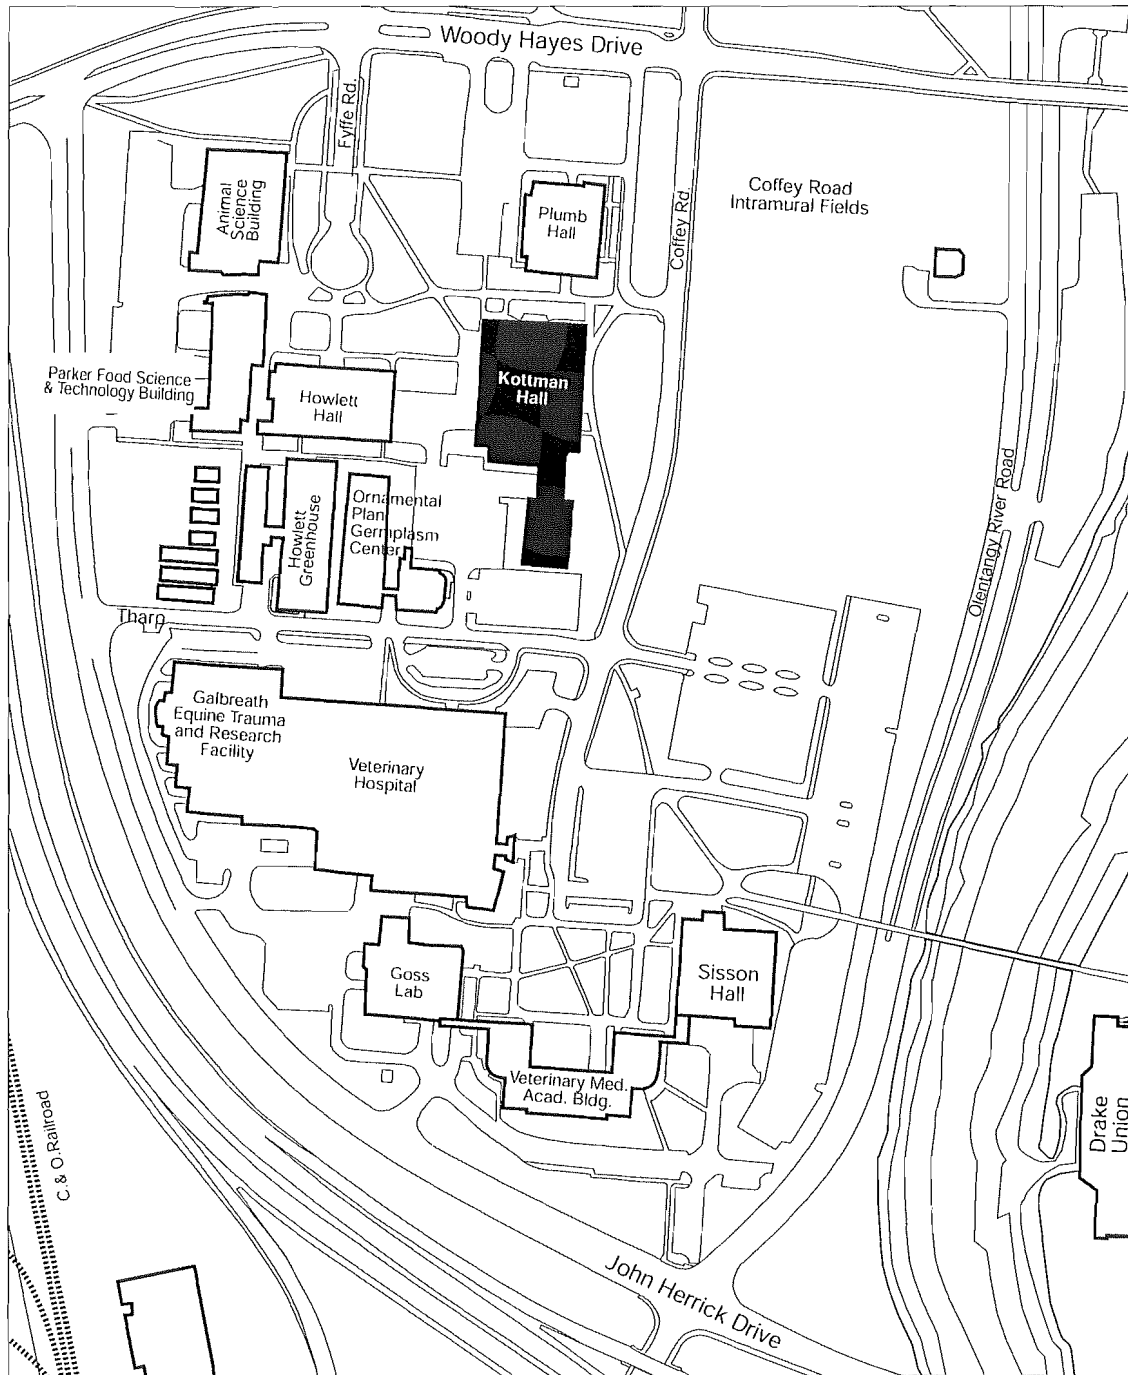 Woody Hayes Drive
Fyffe Rd.
Animal
Science
Building
Plumb
Hall
Coffey Rd.
Coffey Road
Intramural Fields
Parker Food Science
& Technology Building
Howlett
Hall
Kottman
Hall
Howlett
Greenhouse
Ornamental
Plan
Germplasm
Center
Olentangy River Road
Tharp
Galbreath
Equine Trauma
and Research
Facility
Veterinary
Hospital
Goss
Lab
Sisson
Hall
Veterinary Med.
Acad. Bldg.
Drake
Union
C.& O.Railroad
John Herrick Drive